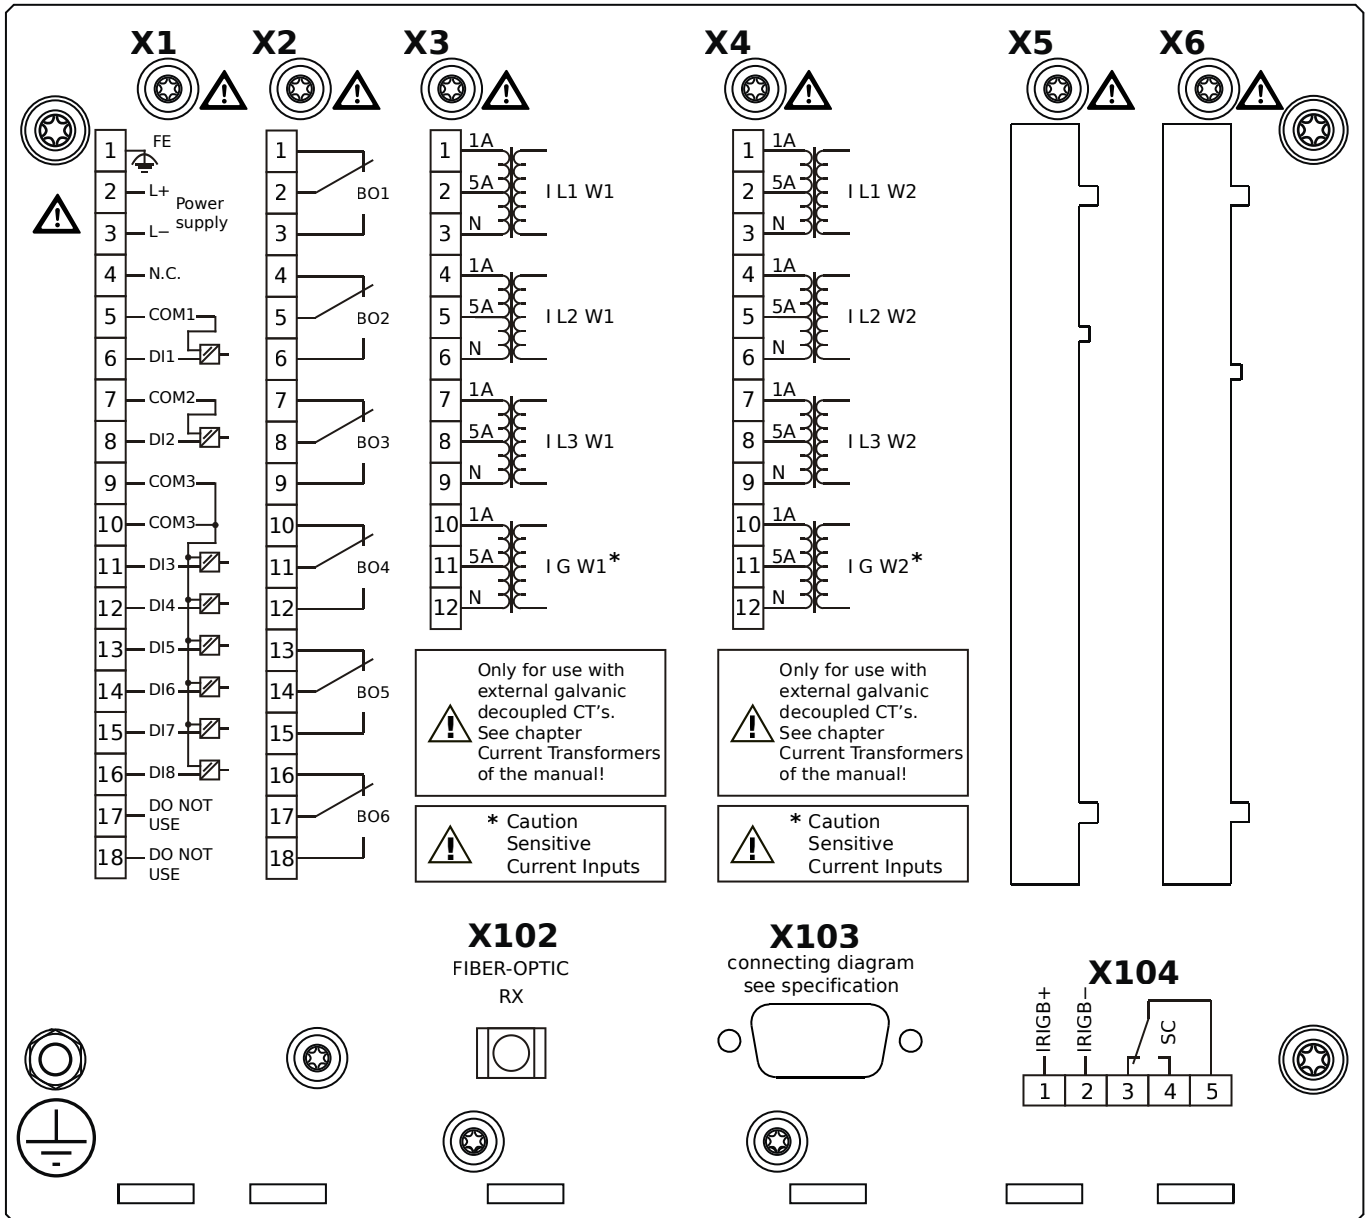 X1 X2 X3 X4 X5 X6
1 FE
2 L+
Power
supply
3 L−
4 N.C.
5 COM1
6 DI1
7 COM2
8 DI2
9 COM3
10 COM3
11 DI3
12 DI4
13 DI5
14 DI6
15 DI7
16 DI8
17 DO NOT
USE
18 DO NOT
USE
1
2 BO1
3
4
5 BO2
6
7
8 BO3
9
10
11 BO4
12
13
14 BO5
15
16
17 BO6
18
1 1A
2 5A I L1 W1
3 N
4 1A
5 5A I L2 W1
6 N
7 1A
8 5A I L3 W1
9 N
10 1A
11 5A I G W1*
12 N
! Only for use with
external galvanic
decoupled CT's.
See chapter
Current Transformers
of the manual!
! * Caution
Sensitive
Current Inputs
1 1A
2 5A I L1 W2
3 N
4 1A
5 5A I L2 W2
6 N
7 1A
8 5A I L3 W2
9 N
10 1A
11 5A I G W2*
12 N
! Only for use with
external galvanic
decoupled CT's.
See chapter
Current Transformers
of the manual!
! * Caution
Sensitive
Current Inputs
X102
FIBER-OPTIC
RX
X103
connecting diagram
see specification
X104
IRIGB+
IRIGB−
SC
1 2 3 4 5